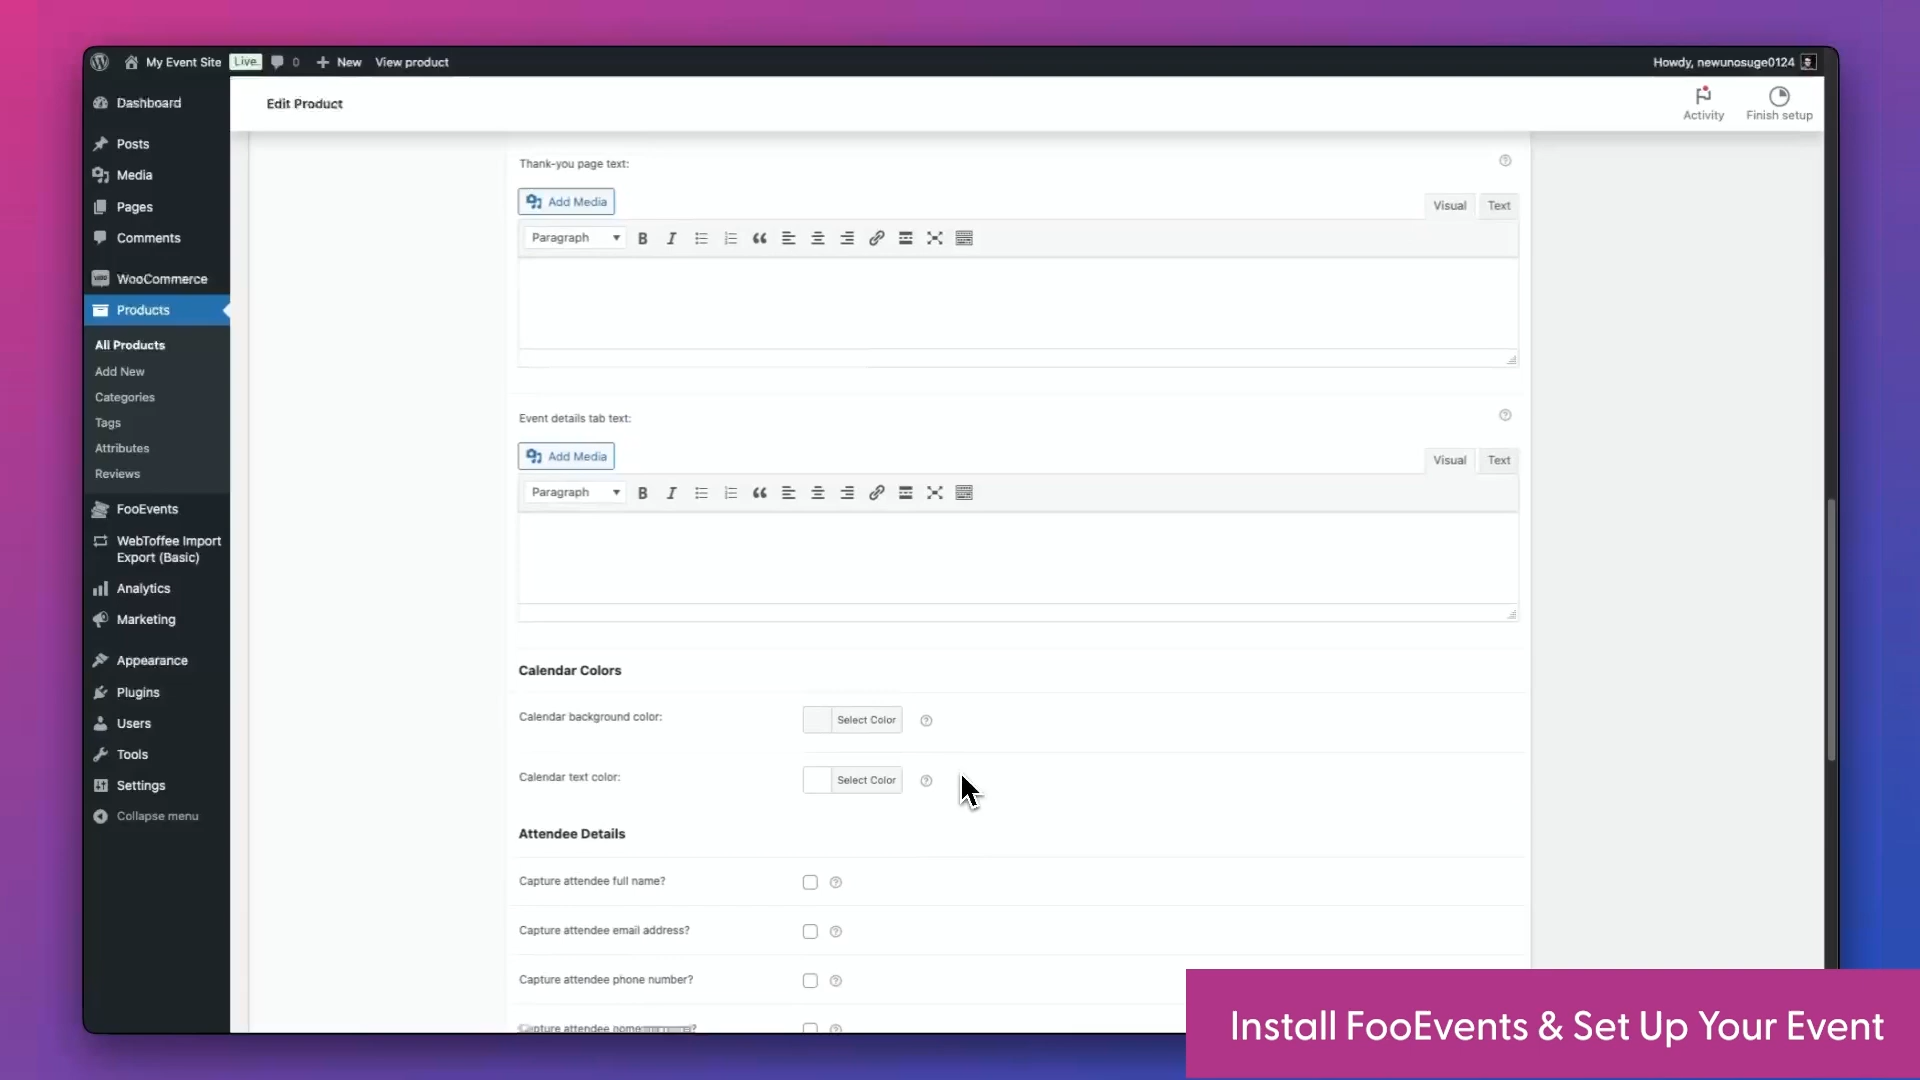 My Event Site Live 0 New View product Howdy, newunosuge0124
Dashboard
Posts
Media
Pages
Comments
WooCommerce
Products
All Products
Add New
Categories
Tags
Attributes
Reviews
FooEvents
WebToffee Import
Export (Basic)
Analytics
Marketing
Appearance
Plugins
Users
Tools
Settings
Collapse menu
Edit Product
Activity
Finish setup
Thank-you page text:
Add Media
Visual Text
Paragraph B I
Event details tab text:
Add Media
Visual Text
Paragraph B I
Calendar Colors
Calendar background color: Select Color
Calendar text color: Select Color
Attendee Details
Capture attendee full name?
Capture attendee email address?
Capture attendee phone number?
Capture attendee
Install FooEvents & Set Up Your Event